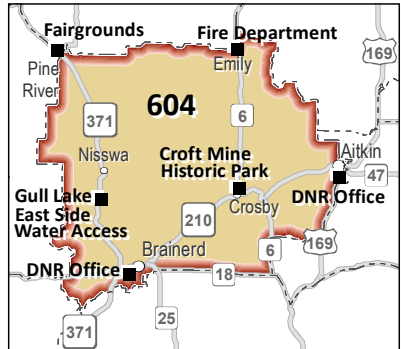 Fairgrounds
Fire Department
169
Pine
River
Emily
604
371
6
Aitkin
Nisswa
Croft Mine
Historic Park
47
Gull Lake
East Side
Water Access
DNR Office
Crosby
210
Brainerd
6
169
DNR Office
18
25
371